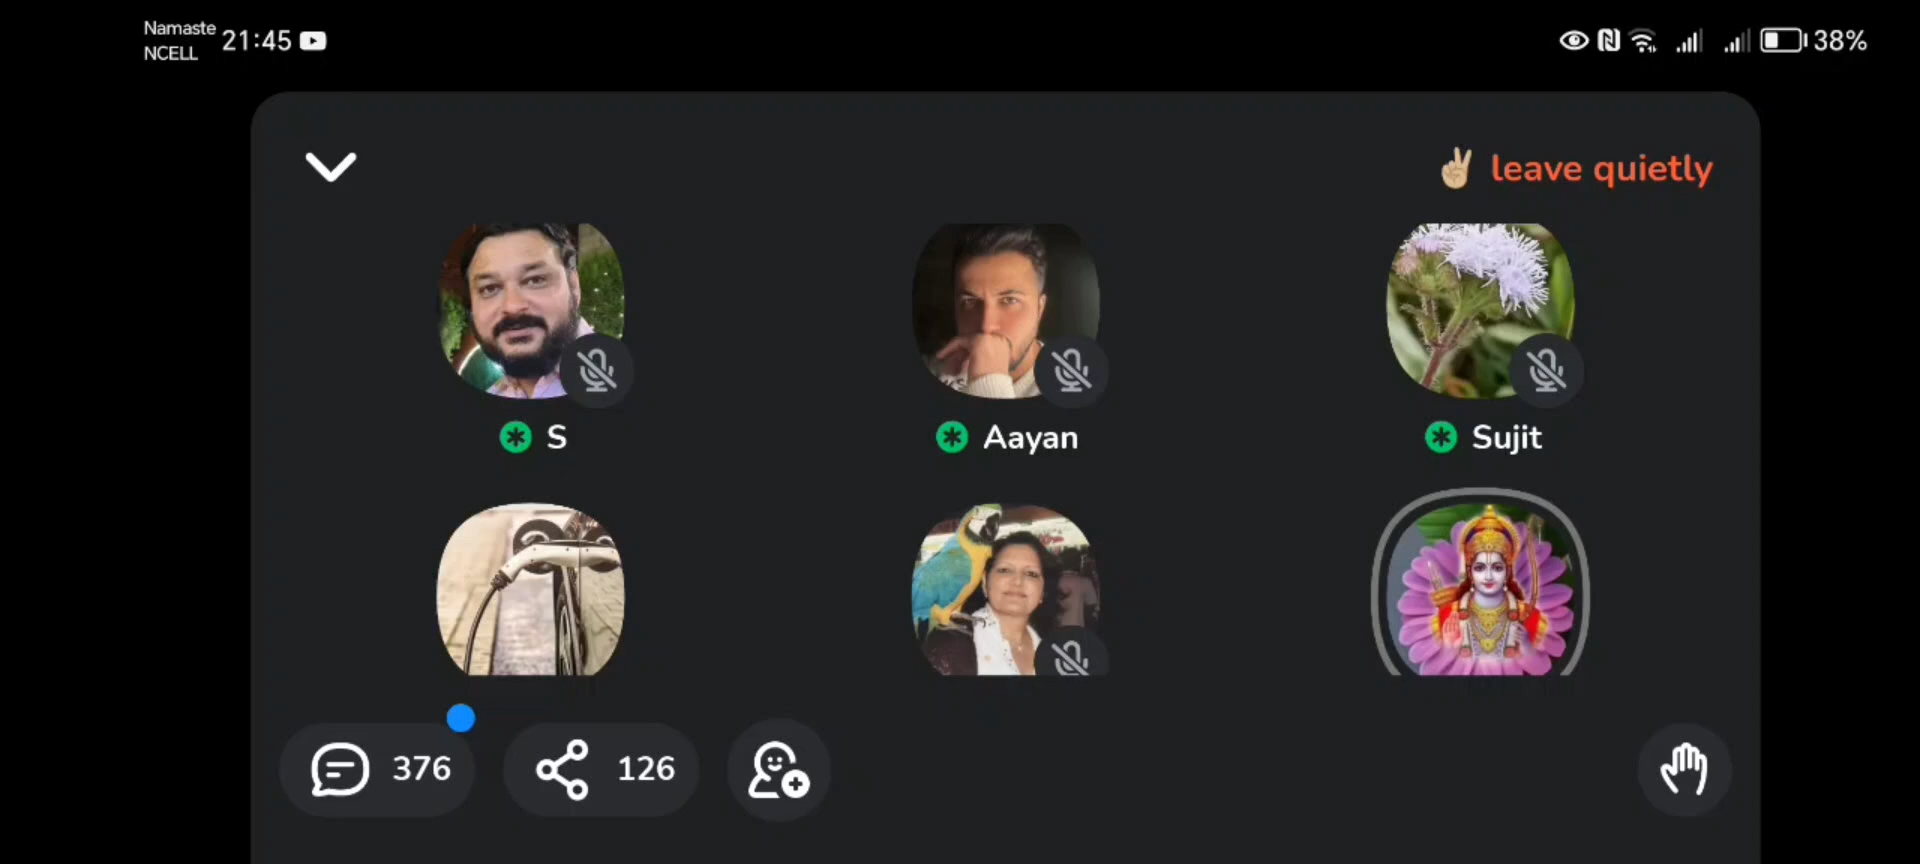 Namaste
NCELL
21:45
38%
✌🏼 leave quietly
S
Aayan
Sujit
376
126